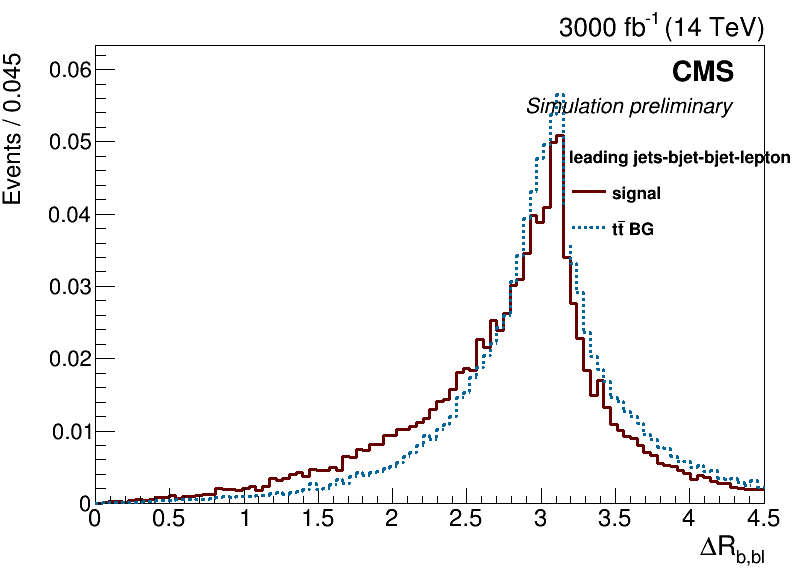 3000 fb⁻¹ (14 TeV)
CMS
Simulation preliminary
leading jets-bjet-bjet-lepton
signal
tt̄ BG
Events / 0.045
0.06
0.05
0.04
0.03
0.02
0.01
0
0 0.5 1 1.5 2 2.5 3 3.5 4 4.5
ΔR_b,bl